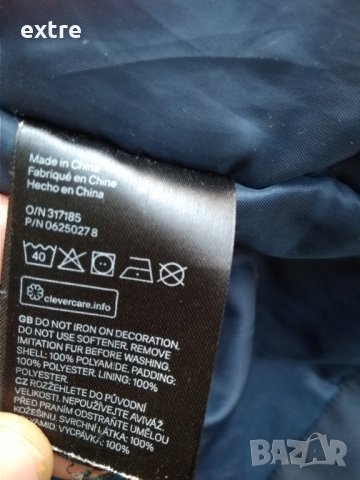 extre
Made in China
Fabriqué en Chine
Hecho en China
O/N 317185
P/N 06250278
40
clevercare.info
GB DO NOT IRON ON DECORATION.
DO NOT USE SOFTENER. REMOVE
IMITATION FUR BEFORE WASHING.
SHELL: 100% POLYAMIDE. PADDING:
100% POLYESTER. LINING: 100%
POLYESTER.
CZ ROZŽEHLETE DO PŮVODNÍ
VELIKOSTI. NEPOUŽÍVEJTE AVIVÁŽ.
PŘED PRANÍM ODSTRAŇTE UMĚLOU
KOŽEŠINU. SVRCHNÍ LÁTKA: 100%
POLYAMID. VYCPÁVKA: 100%
BAZAR